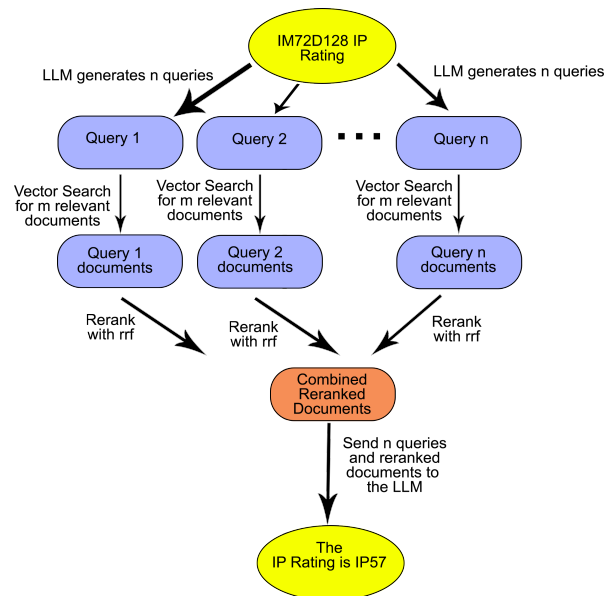 IM72D128 IP
Rating
LLM generates n queries
LLM generates n queries
Query 1
Query 2
Query n
Vector Search
for m relevant
documents
Vector Search
for m relevant
documents
Vector Search
for m relevant
documents
Query 1
documents
Query 2
documents
Query n
documents
Rerank
with rrf
Rerank
with rrf
Rerank
with rrf
Combined
Reranked
Documents
Send n queries
and reranked
documents to
the LLM
The
IP Rating is IP57